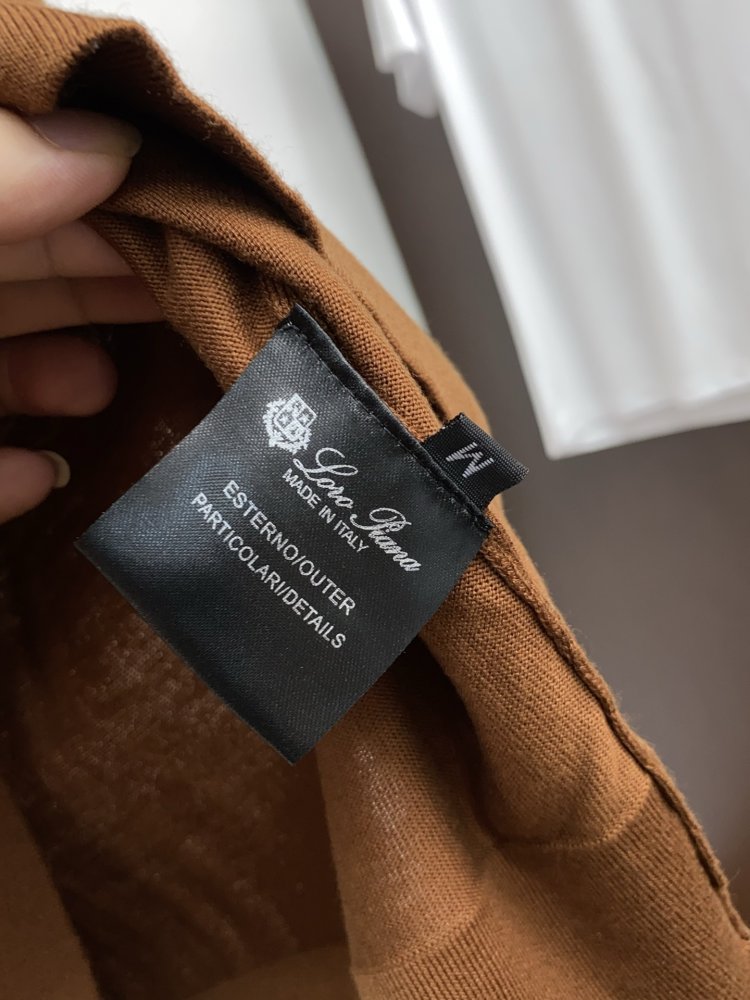 Loro Piana
MADE IN ITALY
ESTERNO/OUTER
PARTICOLARI/DETAILS
M